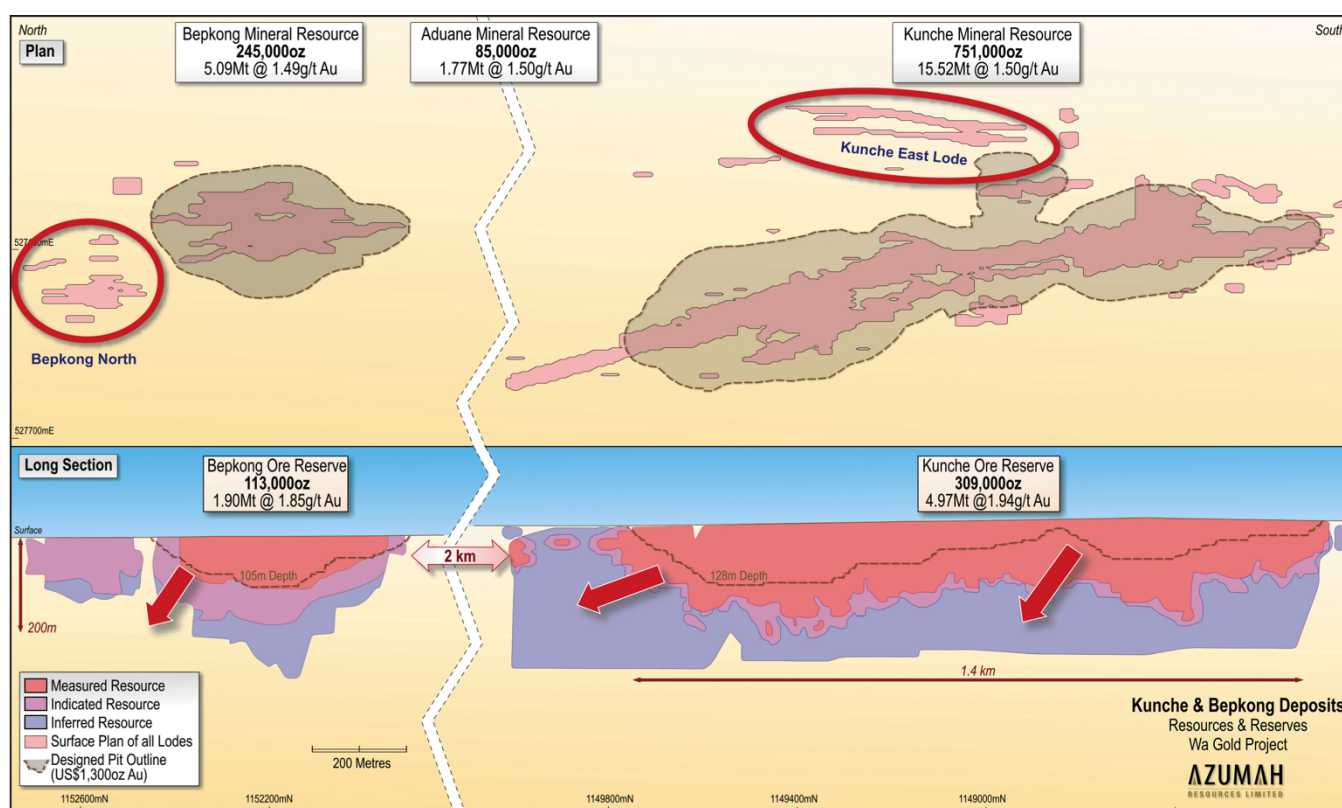 North
Plan
Bepkong Mineral Resource
245,000oz
5.09Mt @ 1.49g/t Au
Aduane Mineral Resource
85,000oz
1.77Mt @ 1.50g/t Au
Kunche Mineral Resource
751,000oz
15.52Mt @ 1.50g/t Au
South
Kunche East Lode
Bepkong North
527700mE
Long Section
Bepkong Ore Reserve
113,000oz
1.90Mt @ 1.85g/t Au
Kunche Ore Reserve
309,000oz
4.97Mt @1.94g/t Au
Surface
2 km
105m Depth
128m Depth
200m
1.4 km
Measured Resource
Indicated Resource
Inferred Resource
Surface Plan of all Lodes
Designed Pit Outline
(US$1,300oz Au)
200 Metres
Kunche & Bepkong Deposits
Resources & Reserves
Wa Gold Project
AZUMAH
RESOURCES LIMITED
1152600mN
1152200mN
1149800mN
1149400mN
1149000mN